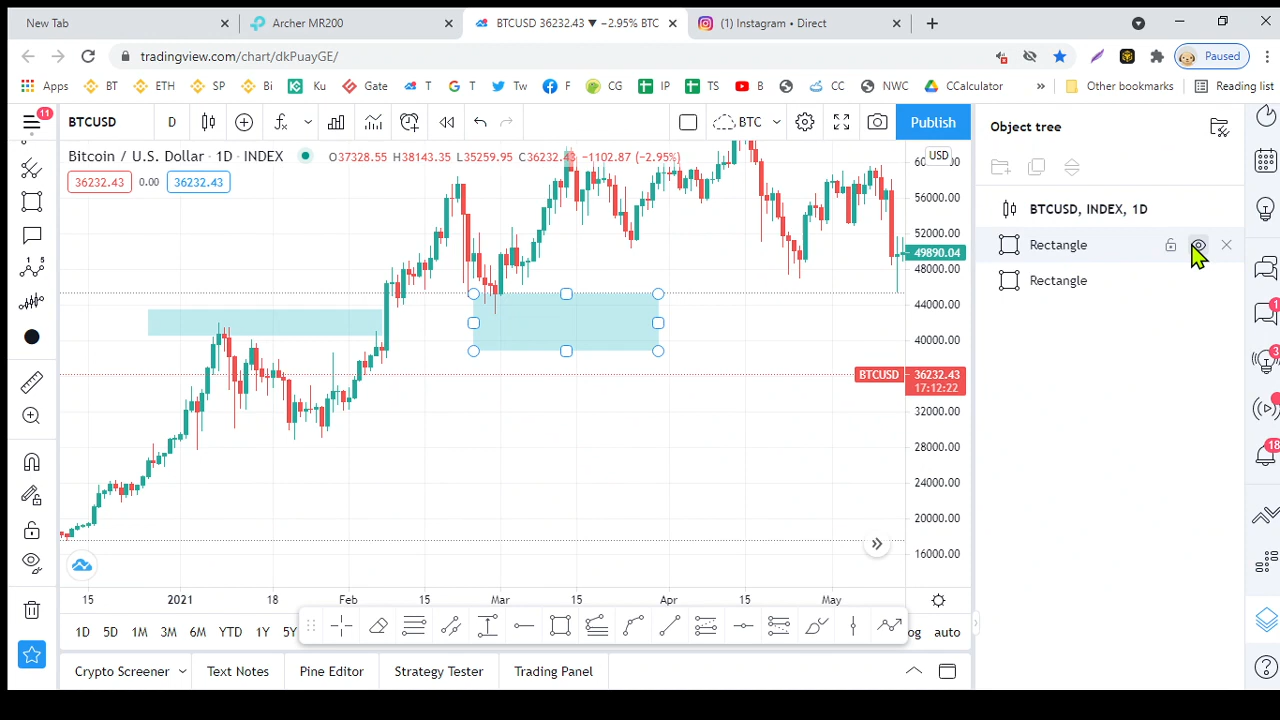 New Tab
Archer MR200
BTCUSD 36232.43 ▼ −2.95% BTC
(1) Instagram • Direct
tradingview.com/chart/dkPuayGE/
Paused
Apps BT ETH SP Bi Ku Gate T T Tw F CG IP TS B CC NWC CCalculator » Other bookmarks Reading list
11
BTCUSD D BTC Publish
Object tree
Bitcoin / U.S. Dollar · 1D · INDEX O37328.55 H38143.35 L35259.95 C36232.43 −1102.87 (−2.95%)
USD
36232.43 0.00 36232.43
56000.00
52000.00
49890.04
48000.00
44000.00
40000.00
BTCUSD 36232.43
17:12:22
32000.00
28000.00
24000.00
20000.00
16000.00
BTCUSD, INDEX, 1D
Rectangle
Rectangle
1
3
18
15 2021 18 Feb 15 Mar 15 Apr 15 May
1D 5D 1M 3M 6M YTD 1Y 5Y og auto
Crypto Screener Text Notes Pine Editor Strategy Tester Trading Panel